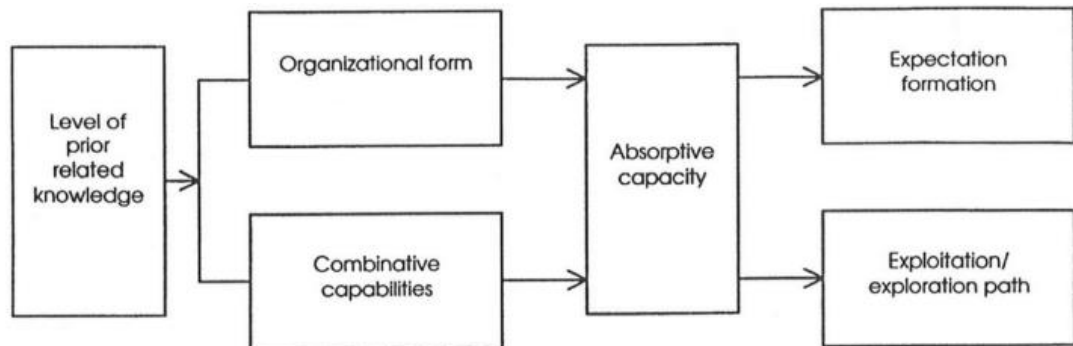 Level of
prior
related
knowledge
Organizational form
Combinative
capabilities
Absorptive
capacity
Expectation
formation
Exploitation/
exploration path